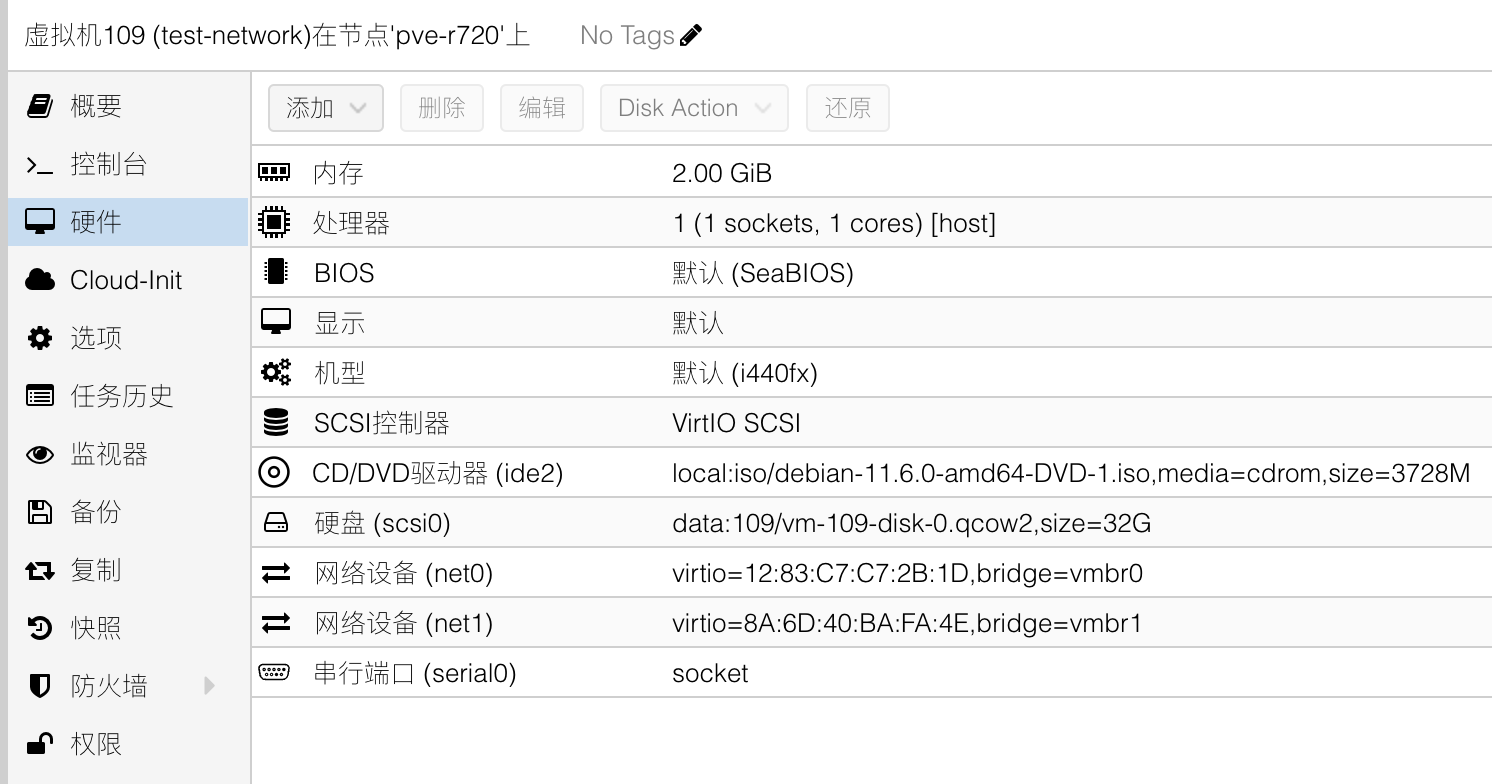 虚拟机109 (test-network)在节点'pve-r720'上 No Tags
概要
控制台
硬件
Cloud-Init
选项
任务历史
监视器
备份
复制
快照
防火墙
权限
添加 删除 编辑 Disk Action 还原
内存 2.00 GiB
处理器 1 (1 sockets, 1 cores) [host]
BIOS 默认 (SeaBIOS)
显示 默认
机型 默认 (i440fx)
SCSI控制器 VirtIO SCSI
CD/DVD驱动器 (ide2) local:iso/debian-11.6.0-amd64-DVD-1.iso,media=cdrom,size=3728M
硬盘 (scsi0) data:109/vm-109-disk-0.qcow2,size=32G
网络设备 (net0) virtio=12:83:C7:C7:2B:1D,bridge=vmbr0
网络设备 (net1) virtio=8A:6D:40:BA:FA:4E,bridge=vmbr1
串行端口 (serial0) socket